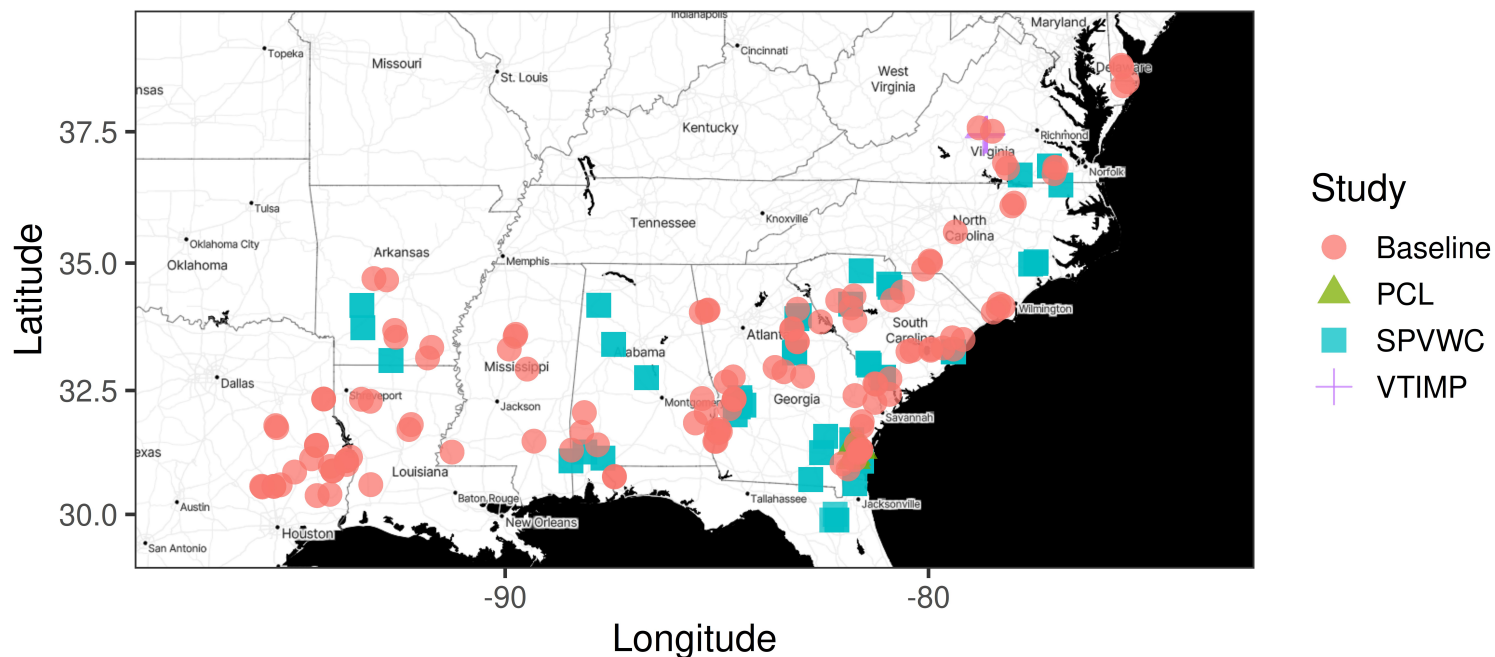 Indianapolis
Maryland
Topeka
Cincinnati
Missouri
St. Louis
West
Virginia
Delaware
nsas
37.5
Kentucky
Richmond
Virginia
Norfolk
Study
Tulsa
Tennessee
Knoxville
North
Carolina
Baseline
Oklahoma City
Oklahoma
Arkansas
Memphis
35.0
PCL
Latitude
Wilmington
South
Carolina
Atlanta
SPVWC
Alabama
Mississippi
Dallas
VTIMP
32.5
Shreveport
Jackson
Montgomery
Georgia
Savannah
exas
Louisiana
Baton Rouge
Tallahassee
Jacksonville
Austin
30.0
New Orleans
Houston
San Antonio
-90
-80
Longitude